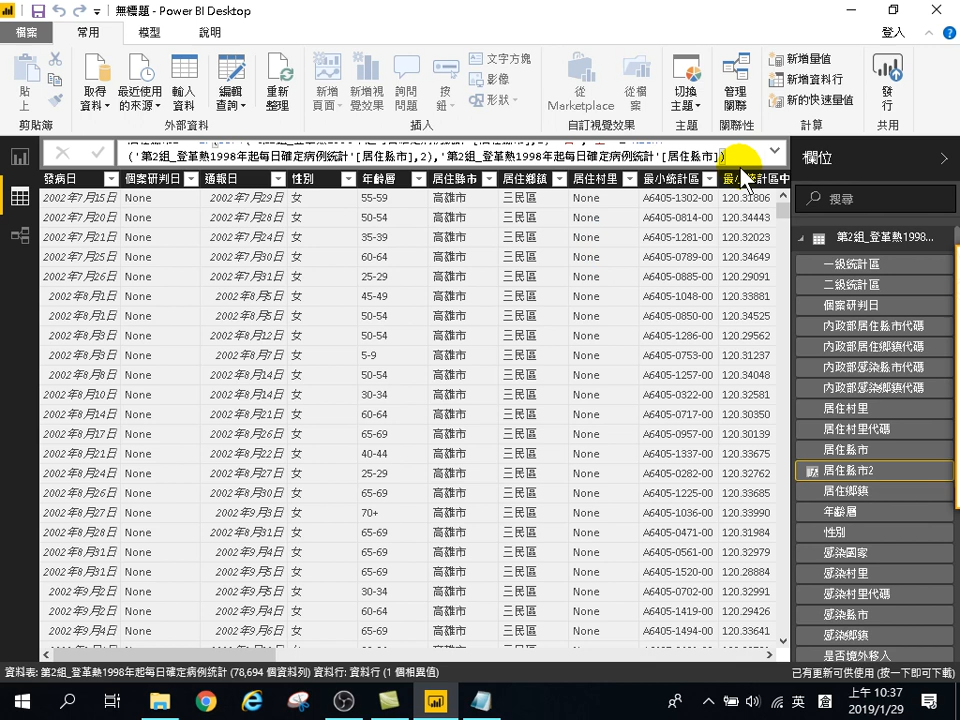 無標題 - Power BI Desktop
檔案
常用
模型
說明
登入
貼上
剪貼簿
取得資料
最近使用的來源
輸入資料
編輯查詢
重新整理
外部資料
新增頁面
新增視覺效果
詢問問題
按鈕
文字方塊
影像
形狀
插入
從 Marketplace
從檔案
自訂視覺效果
切換主題
主題
管理關聯
關聯性
新增量值
新增資料行
新的快速量值
計算
發行
共用
('第2組_登革熱1998年起每日確定病例統計'[居住縣市],2),'第2組_登革熱1998年起每日確定病例統計'[居住縣市])
發病日 個案研判日 通報日 性別 年齡層 居住縣市 居住鄉鎮 居住村里 最小統計區 最小統計區中
2002年7月15日 None 2002年7月29日 女 55-59 高雄市 三民區 None A6405-1302-00 120.31806
2002年7月20日 None 2002年7月28日 女 50-54 高雄市 三民區 None A6405-0814-00 120.34443
2002年7月21日 None 2002年7月24日 女 35-39 高雄市 三民區 None A6405-1281-00 120.32023
2002年7月25日 None 2002年7月30日 女 60-64 高雄市 三民區 None A6405-0789-00 120.34649
2002年7月26日 None 2002年7月31日 女 25-29 高雄市 三民區 None A6405-0885-00 120.29091
2002年8月1日 None 2002年8月5日 女 45-49 高雄市 三民區 None A6405-1048-00 120.33881
2002年8月1日 None 2002年8月5日 女 50-54 高雄市 三民區 None A6405-0850-00 120.34525
2002年8月3日 None 2002年8月12日 女 50-54 高雄市 三民區 None A6405-1286-00 120.29562
2002年8月3日 None 2002年8月7日 女 5-9 高雄市 三民區 None A6405-0753-00 120.31237
2002年8月8日 None 2002年8月14日 女 50-54 高雄市 三民區 None A6405-1257-00 120.34048
2002年8月10日 None 2002年8月14日 女 30-34 高雄市 三民區 None A6405-0322-00 120.32581
2002年8月14日 None 2002年8月21日 女 60-64 高雄市 三民區 None A6405-0717-00 120.30350
2002年8月17日 None 2002年8月26日 女 65-69 高雄市 三民區 None A6405-0957-00 120.30139
2002年8月21日 None 2002年8月22日 女 40-44 高雄市 三民區 None A6405-1337-00 120.33675
2002年8月24日 None 2002年8月27日 女 25-29 高雄市 三民區 None A6405-0282-00 120.32762
2002年8月26日 None 2002年8月30日 女 65-69 高雄市 三民區 None A6405-1225-00 120.33685
2002年8月27日 None 2002年9月3日 女 70+ 高雄市 三民區 None A6405-1036-00 120.33990
2002年8月31日 None 2002年9月3日 女 65-69 高雄市 三民區 None A6405-0471-00 120.31984
2002年8月31日 None 2002年9月4日 女 65-69 高雄市 三民區 None A6405-0561-00 120.32979
2002年8月31日 None 2002年9月5日 女 65-69 高雄市 三民區 None A6405-1520-00 120.28884
2002年9月2日 None 2002年9月5日 女 30-34 高雄市 三民區 None A6405-0702-00 120.32991
2002年9月2日 None 2002年9月4日 女 60-64 高雄市 三民區 None A6405-1419-00 120.29426
2002年9月4日 None 2002年9月6日 女 65-69 高雄市 三民區 None A6405-1494-00 120.33641
欄位
搜尋
第2組_登革熱1998...
一級統計區
二級統計區
個案研判日
內政部居住縣市代碼
內政部居住鄉鎮代碼
內政部感染縣市代碼
內政部感染鄉鎮代碼
居住村里
居住村里代碼
居住縣市
居住縣市2
居住鄉鎮
年齡層
性別
感染國家
感染村里
感染村里代碼
感染縣市
感染鄉鎮
是否境外移入
資料表: 第2組_登革熱1998年起每日確定病例統計 (78,694 個資料列) 資料行: 資料行 (1 個相異值)
已有更新可供使用 (按一下即可下載)
英
上午 10:37
2019/1/29